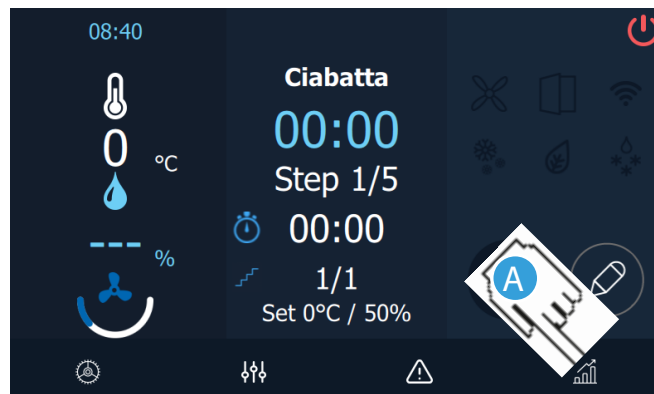 08:40
0 °C
--- %
Ciabatta
00:00
Step 1/5
00:00
1/1
Set 0°C / 50%
A